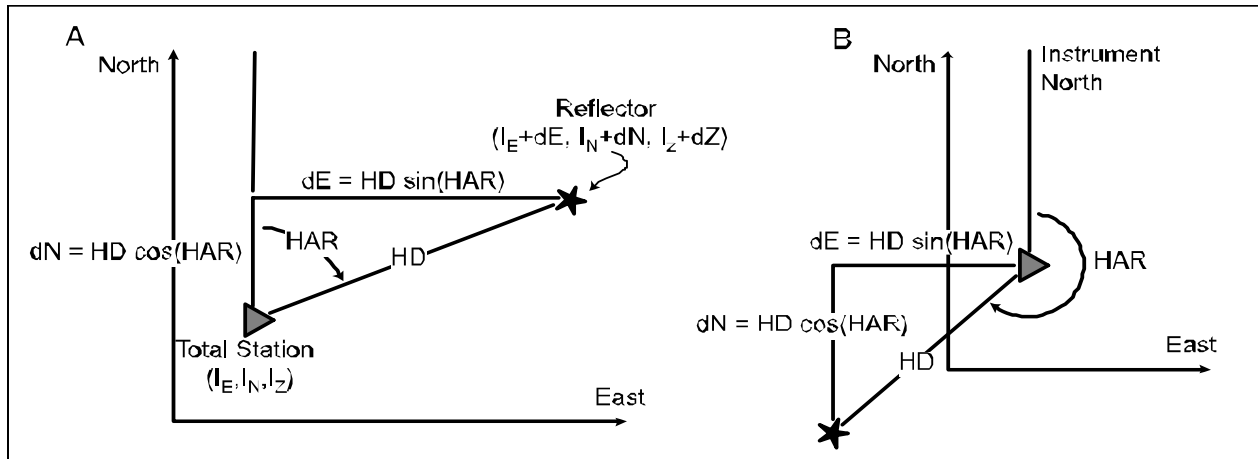 A
North
Reflector
(I_E+dE, I_N+dN, I_Z+dZ)
dE = HD sin(HAR)
HAR
dN = HD cos(HAR)
HD
Total Station
(I_E,I_N,I_Z)
East
B
North
Instrument
North
dE = HD sin(HAR)
HAR
dN = HD cos(HAR)
HD
East